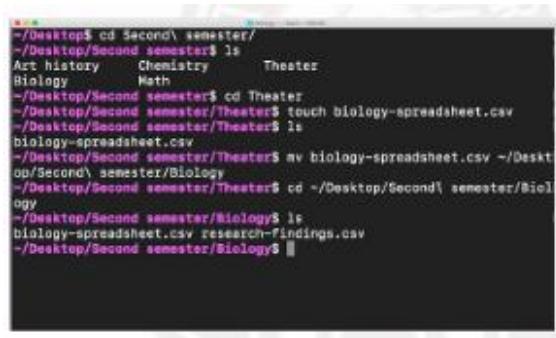 ~/Desktop$ cd Second\ semester/
~/Desktop/Second semester$ ls
Art history Chemistry Theater
Biology Math
~/Desktop/Second semester$ cd Theater
~/Desktop/Second semester/Theater$ touch biology-spreadsheet.csv
~/Desktop/Second semester/Theater$ ls
biology-spreadsheet.csv
~/Desktop/Second semester/Theater$ mv biology-spreadsheet.csv ~/Deskt
op/Second\ semester/Biology
~/Desktop/Second semester/Theater$ cd ~/Desktop/Second\ semester/Biol
ogy
~/Desktop/Second semester/Biology$ ls
biology-spreadsheet.csv research-findings.csv
~/Desktop/Second semester/Biology$